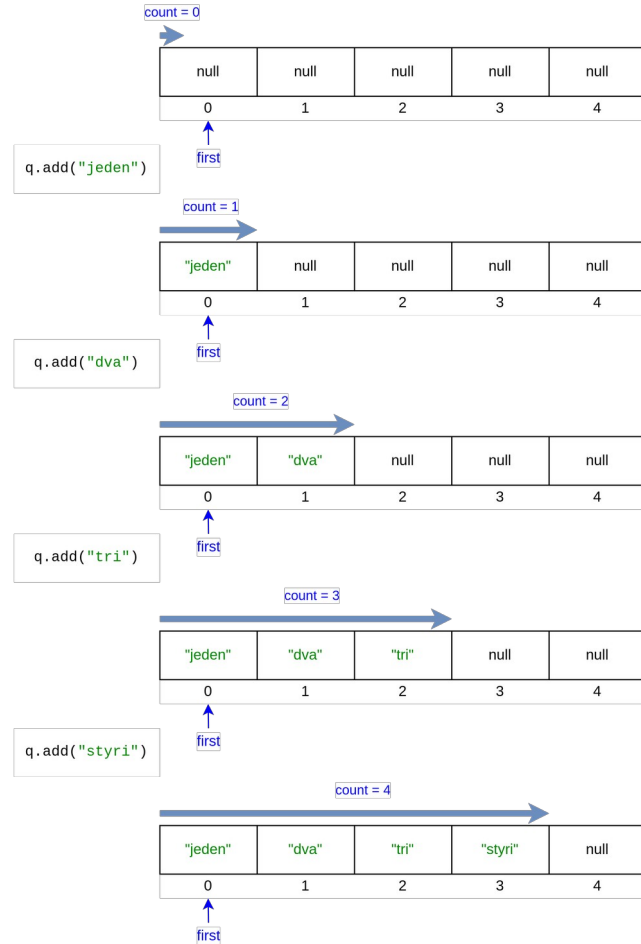 count = 0
null null null null null
0 1 2 3 4
first
q.add("jeden")
count = 1
"jeden" null null null null
0 1 2 3 4
first
q.add("dva")
count = 2
"jeden" "dva" null null null
0 1 2 3 4
first
q.add("tri")
count = 3
"jeden" "dva" "tri" null null
0 1 2 3 4
first
q.add("styri")
count = 4
"jeden" "dva" "tri" "styri" null
0 1 2 3 4
first